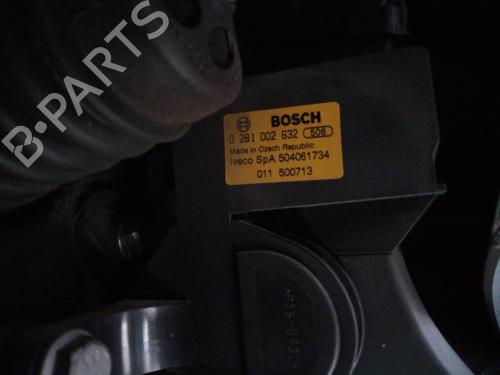 B-PARTS
BOSCH
0 281 002 632 506
Made in Czech Republic
Iveco SpA 504061734
011 500713